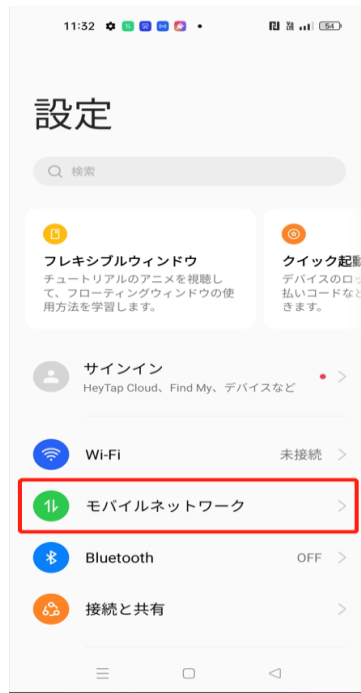 11:32
54
設定
検索
フレキシブルウィンドウ
チュートリアルのアニメを視聴し
て、フローティングウィンドウの使
用方法を学習します。
クイック起動
デバイスのロッ
払いコードなど
きます。
サインイン
HeyTap Cloud、Find My、デバイスなど
Wi-Fi
未接続
モバイルネットワーク
Bluetooth
OFF
接続と共有